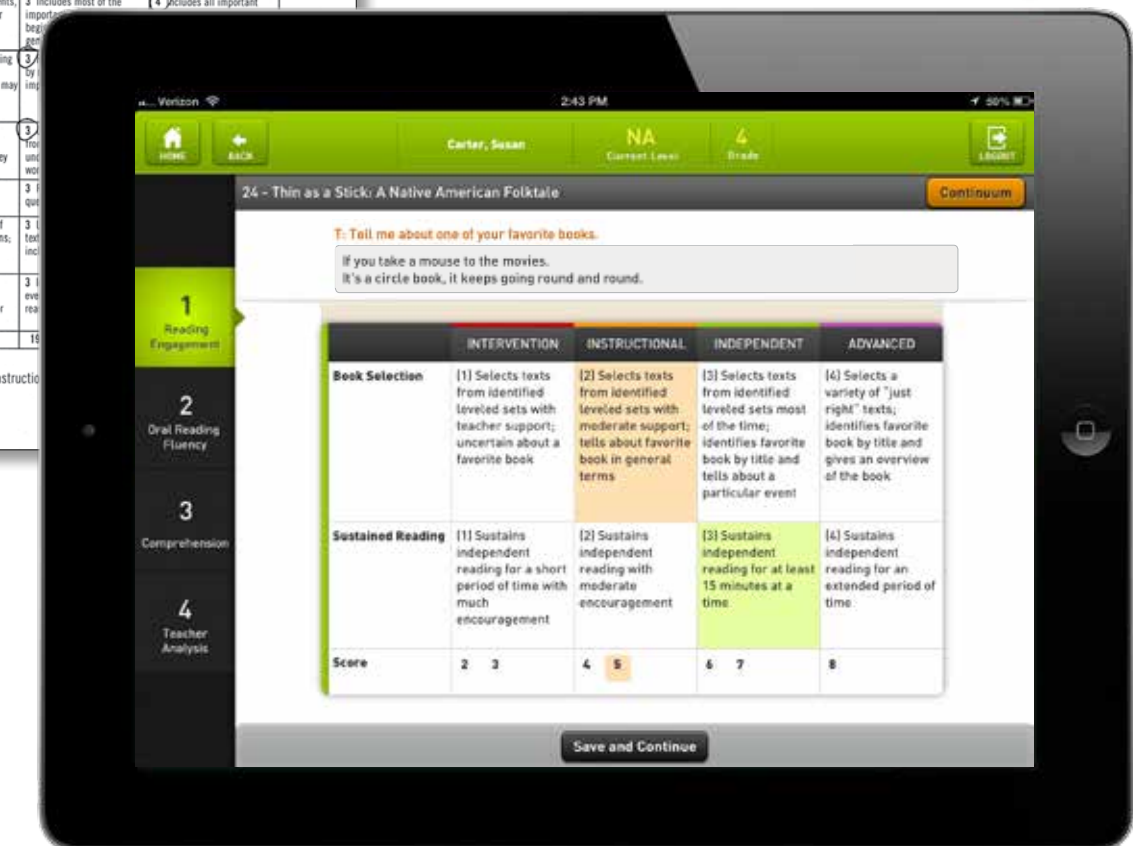 3 Includes most of the
4 Includes all important
Verizon
2:43 PM
50%
HOME
BACK
Carter, Susan
NA
Current Level
4
Grade
LOGOUT
24 - Thin as a Stick: A Native American Folktale
Continuum
T: Tell me about one of your favorite books.
If you take a mouse to the movies.
It's a circle book, it keeps going round and round.
1
Reading
Engagement
2
Oral Reading
Fluency
3
Comprehension
4
Teacher
Analysis
INTERVENTION INSTRUCTIONAL INDEPENDENT ADVANCED
Book Selection
(1) Selects texts
from identified
leveled sets with
teacher support;
uncertain about a
favorite book
(2) Selects texts
from identified
leveled sets with
moderate support;
tells about favorite
book in general
terms
(3) Selects texts
from identified
leveled sets most
of the time;
identifies favorite
book by title and
tells about a
particular event
(4) Selects a
variety of "just
right" texts;
identifies favorite
book by title and
gives an overview
of the book
Sustained Reading
(1) Sustains
independent
reading for a short
period of time with
much
encouragement
(2) Sustains
independent
reading with
moderate
encouragement
(3) Sustains
independent
reading for at least
15 minutes at a
time
(4) Sustains
independent
reading for an
extended period of
time
Score
2 3 4 5 6 7 8
Save and Continue